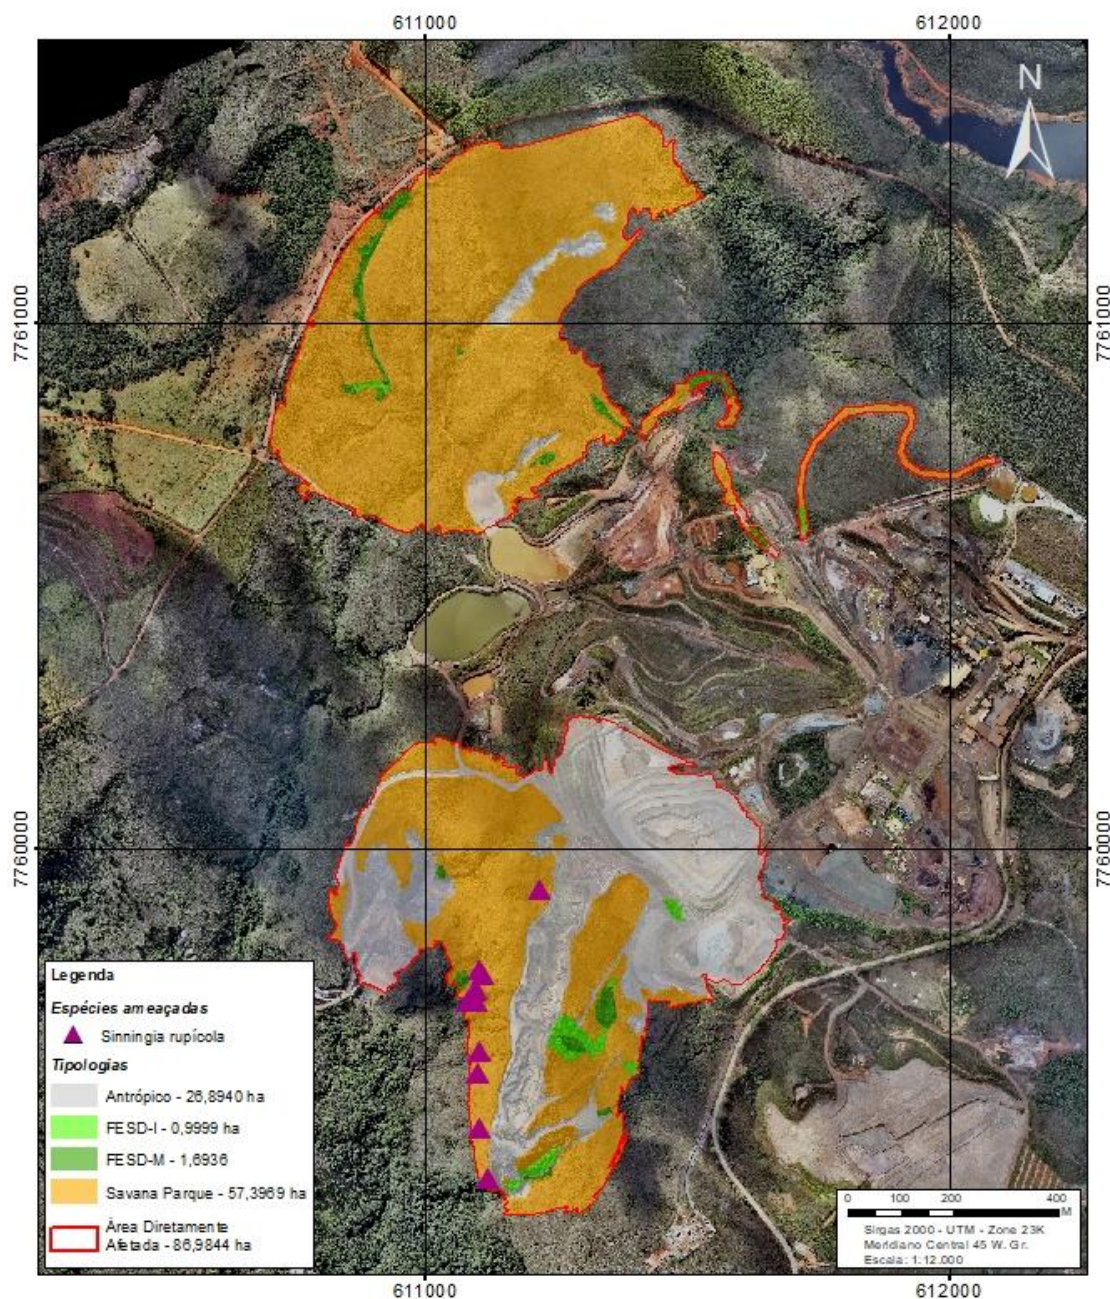 611000
612000
N
7761000
7761000
7760000
7760000
Legenda
Espécies ameaçadas
Sinningia rupícola
Tipologias
Antrópico - 26,8940 ha
FESD-I - 0,9999 ha
FESD-M - 1,6936
Savana Parque - 57,3969 ha
Área Diretamente
Afetada - 86,9844 ha
0 100 200 400
M
Sirgas 2000 - UTM - Zone 23K
Meridiano Central 45 W. Gr.
Escala: 1:12.000
611000
612000